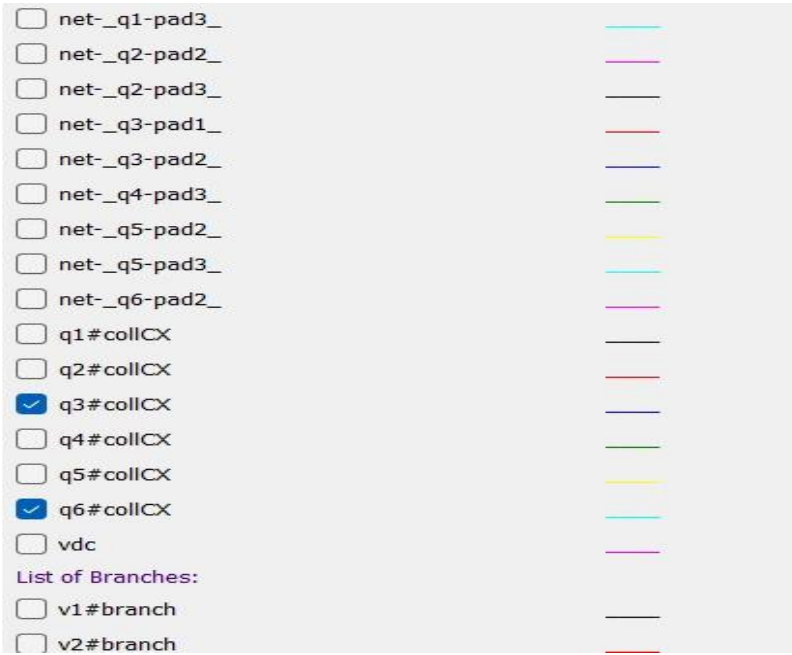 net-_q1-pad3_
net-_q2-pad2_
net-_q2-pad3_
net-_q3-pad1_
net-_q3-pad2_
net-_q4-pad3_
net-_q5-pad2_
net-_q5-pad3_
net-_q6-pad2_
q1#collCX
q2#collCX
q3#collCX
q4#collCX
q5#collCX
q6#collCX
vdc
List of Branches:
v1#branch
v2#branch